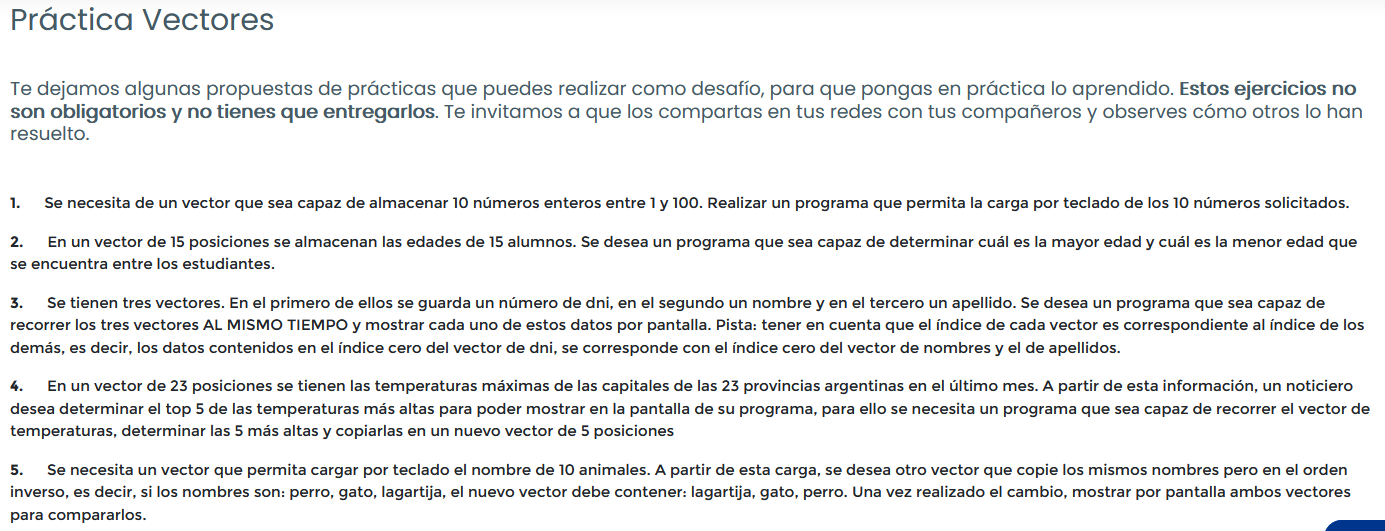 Práctica Vectores
Te dejamos algunas propuestas de prácticas que puedes realizar como desafío, para que pongas en práctica lo aprendido. Estos ejercicios no
son obligatorios y no tienes que entregarlos. Te invitamos a que los compartas en tus redes con tus compañeros y observes cómo otros lo han
resuelto.
1. Se necesita de un vector que sea capaz de almacenar 10 números enteros entre 1 y 100. Realizar un programa que permita la carga por teclado de los 10 números solicitados.
2. En un vector de 15 posiciones se almacenan las edades de 15 alumnos. Se desea un programa que sea capaz de determinar cuál es la mayor edad y cuál es la menor edad que
se encuentra entre los estudiantes.
3. Se tienen tres vectores. En el primero de ellos se guarda un número de dni, en el segundo un nombre y en el tercero un apellido. Se desea un programa que sea capaz de
recorrer los tres vectores AL MISMO TIEMPO y mostrar cada uno de estos datos por pantalla. Pista: tener en cuenta que el índice de cada vector es correspondiente al índice de los
demás, es decir, los datos contenidos en el índice cero del vector de dni, se corresponde con el índice cero del vector de nombres y el de apellidos.
4. En un vector de 23 posiciones se tienen las temperaturas máximas de las capitales de las 23 provincias argentinas en el último mes. A partir de esta información, un noticiero
desea determinar el top 5 de las temperaturas más altas para poder mostrar en la pantalla de su programa, para ello se necesita un programa que sea capaz de recorrer el vector de
temperaturas, determinar las 5 más altas y copiarlas en un nuevo vector de 5 posiciones
5. Se necesita un vector que permita cargar por teclado el nombre de 10 animales. A partir de esta carga, se desea otro vector que copie los mismos nombres pero en el orden
inverso, es decir, si los nombres son: perro, gato, lagartija, el nuevo vector debe contener: lagartija, gato, perro. Una vez realizado el cambio, mostrar por pantalla ambos vectores
para compararlos.